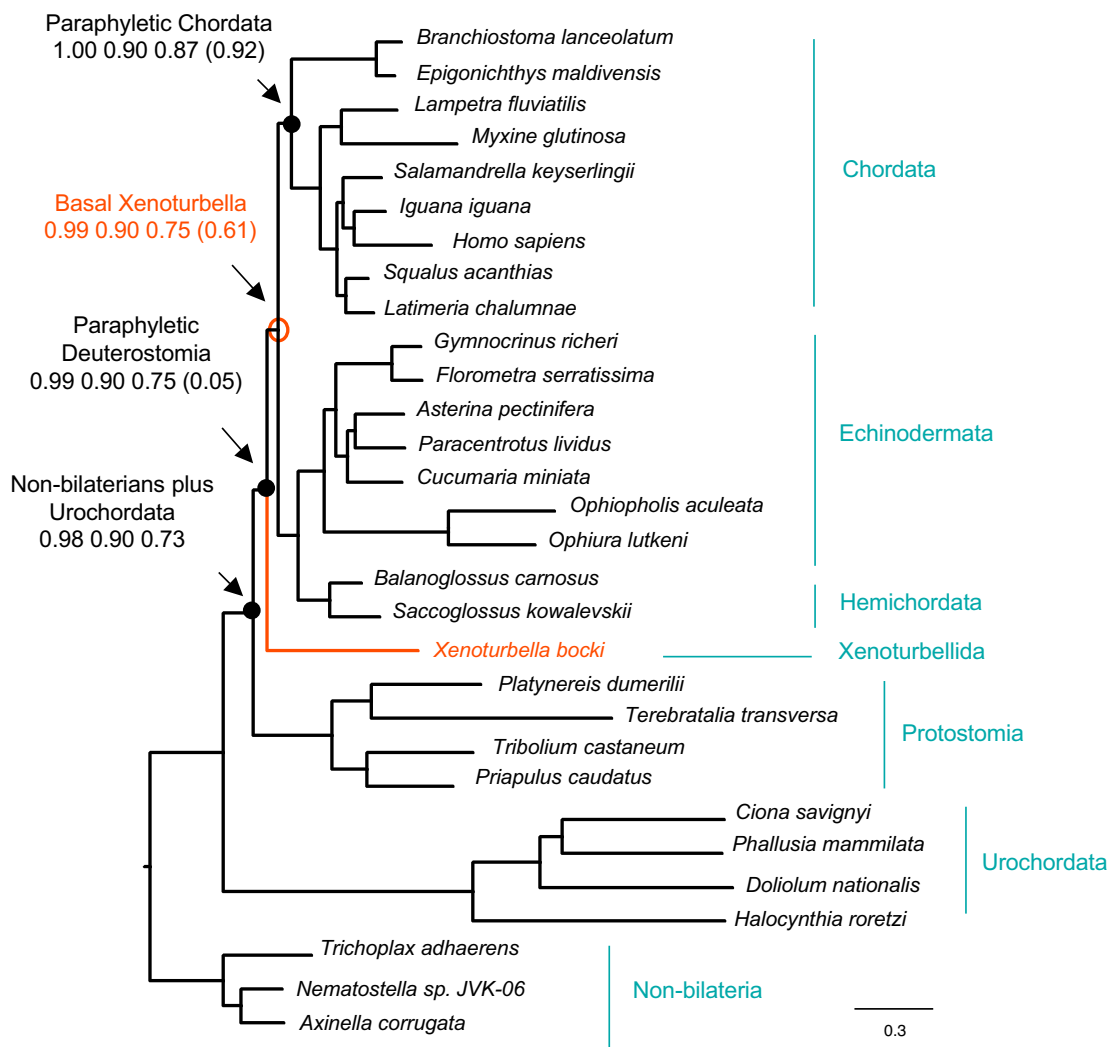 Paraphyletic Chordata
1.00 0.90 0.87 (0.92)
Basal Xenoturbella
0.99 0.90 0.75 (0.61)
Paraphyletic
Deuterostomia
0.99 0.90 0.75 (0.05)
Non-bilaterians plus
Urochordata
0.98 0.90 0.73
Branchiostoma lanceolatum
Epigonichthys maldivensis
Lampetra fluviatilis
Myxine glutinosa
Salamandrella keyserlingii
Iguana iguana
Homo sapiens
Squalus acanthias
Latimeria chalumnae
Gymnocrinus richeri
Florometra serratissima
Asterina pectinifera
Paracentrotus lividus
Cucumaria miniata
Ophiopholis aculeata
Ophiura lutkeni
Balanoglossus carnosus
Saccoglossus kowalevskii
Xenoturbella bocki
Platynereis dumerilii
Terebratalia transversa
Tribolium castaneum
Priapulus caudatus
Ciona savignyi
Phallusia mammilata
Doliolum nationalis
Halocynthia roretzi
Trichoplax adhaerens
Nematostella sp. JVK-06
Axinella corrugata
Chordata
Echinodermata
Hemichordata
Xenoturbellida
Protostomia
Urochordata
Non-bilateria
0.3